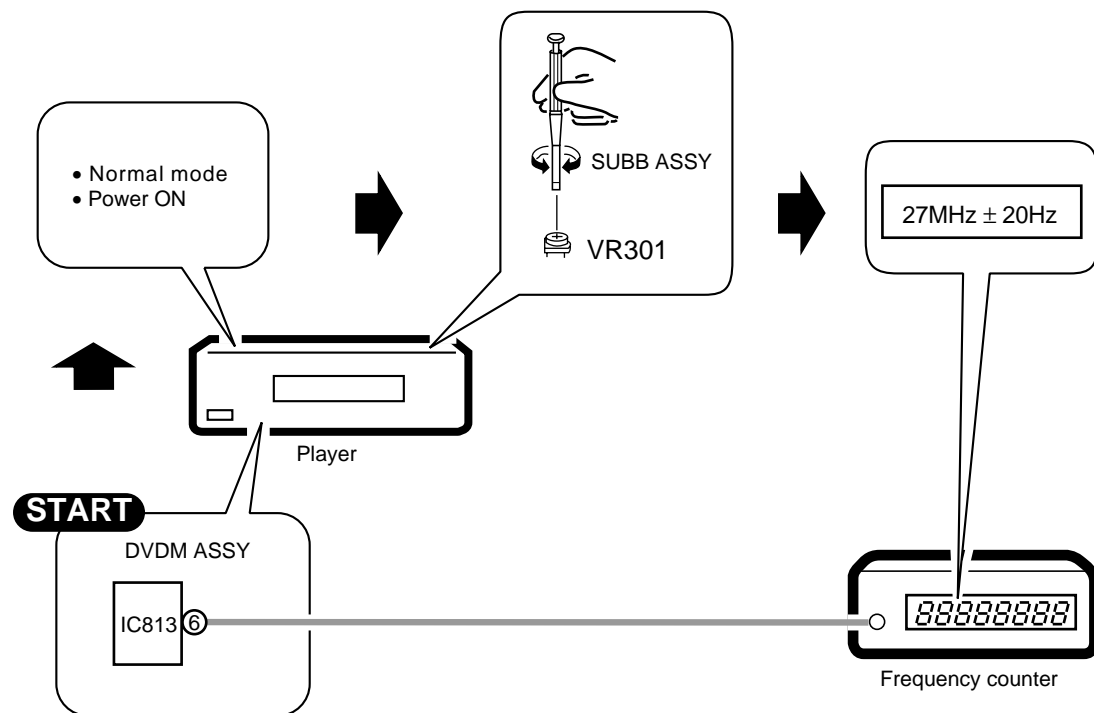 • Normal mode
• Power ON
SUBB ASSY
VR301
27MHz ± 20Hz
Player
START
DVDM ASSY
IC813
6
88888888
Frequency counter